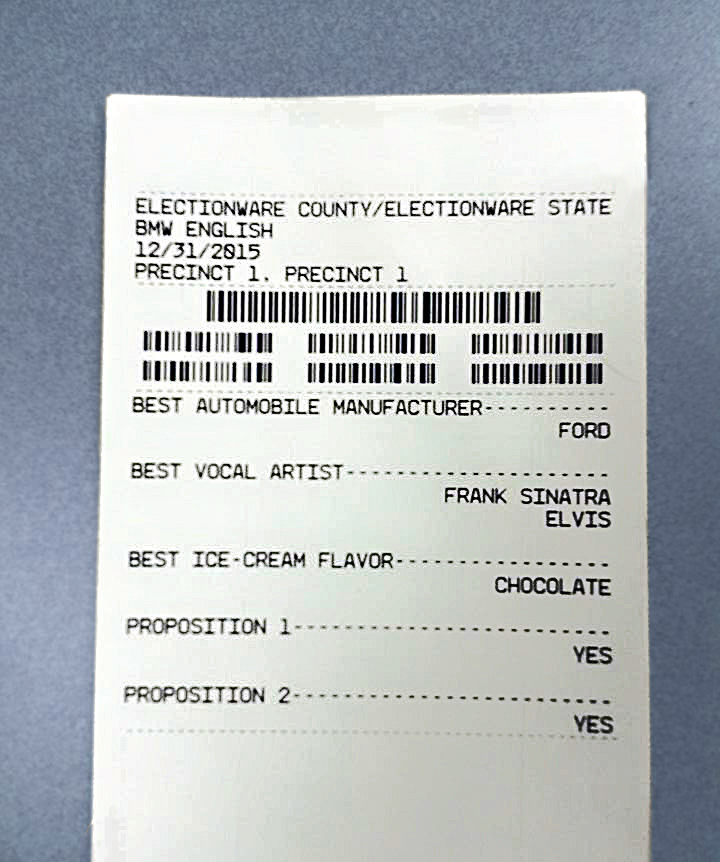 ELECTIONWARE COUNTY/ELECTIONWARE STATE
BMW ENGLISH
12/31/2015
PRECINCT 1. PRECINCT 1
BEST AUTOMOBILE MANUFACTURER----------
FORD
BEST VOCAL ARTIST--------------------
FRANK SINATRA
ELVIS
BEST ICE-CREAM FLAVOR-----------------
CHOCOLATE
PROPOSITION 1-------------------------
YES
PROPOSITION 2-------------------------
YES